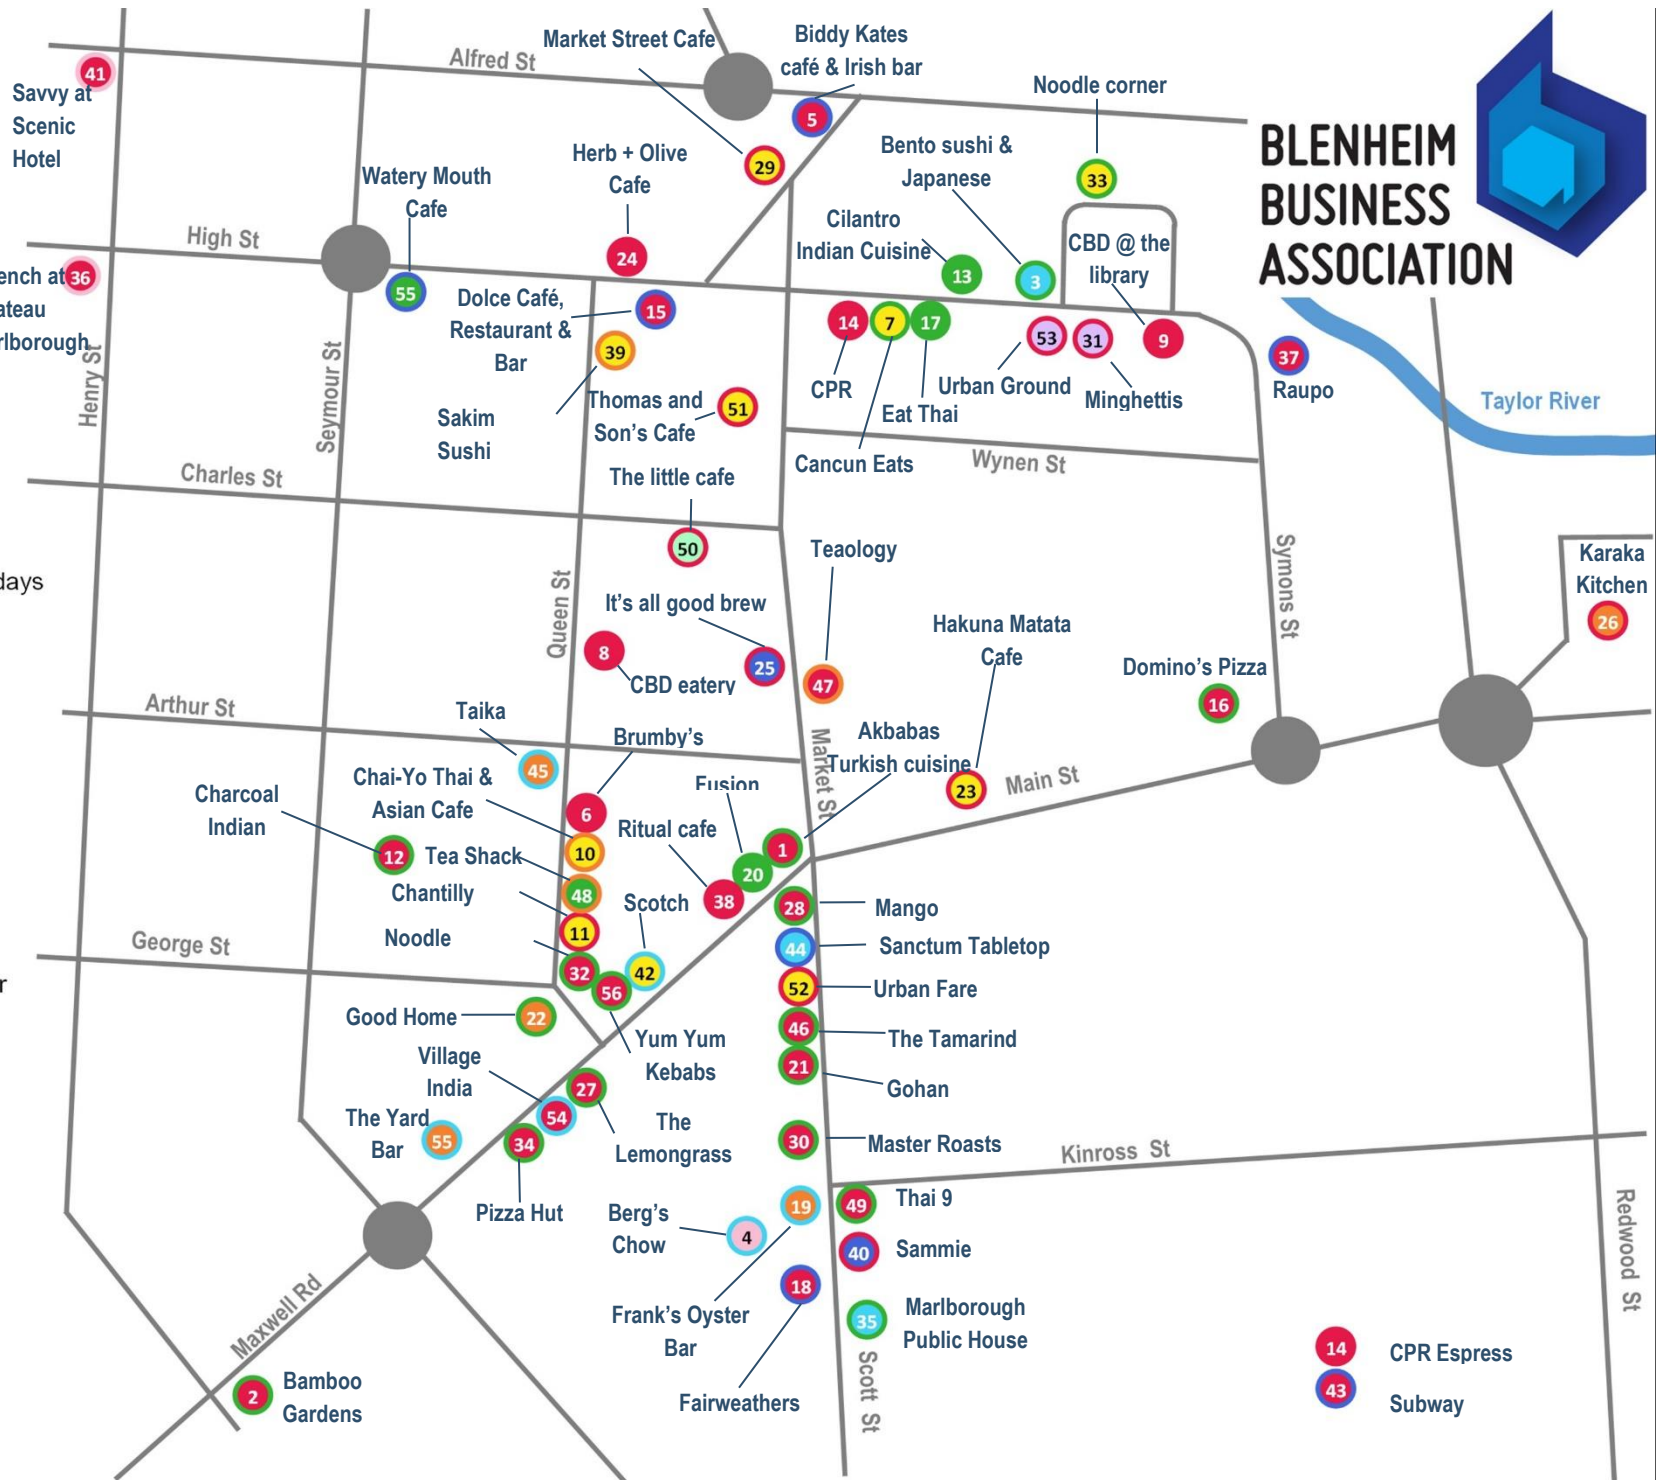 Alfred St
Market Street Cafe
Biddy Kates
café & Irish bar
Noodle corner
BLENHEIM
BUSINESS
ASSOCIATION
41
Savvy at
Scenic
Hotel
5
29
Herb + Olive
Cafe
Watery Mouth
Cafe
Bento sushi &
Japanese
33
Cilantro
Indian Cuisine
CBD @ the
library
High St
36
ench at
ateau
rlborough
24
55
13
3
Dolce Café,
Restaurant &
Bar
15
39
14
7
17
53
31
9
37
Raupo
CPR
Eat Thai
Urban Ground
Minghettis
Taylor River
Henry St
Seymour St
Sakim
Sushi
Thomas and
Son's Cafe
51
Cancun Eats
Wynen St
Charles St
The little cafe
50
Teaology
Symons St
Karaka
Kitchen
26
days
Queen St
It's all good brew
8
CBD eatery
25
47
Hakuna Matata
Cafe
Domino's Pizza
16
Arthur St
Taika
45
Brumby's
Market St
Akbabas
Turkish cuisine
23
Main St
Charcoal
Indian
12
Chai-Yo Thai &
Asian Cafe
6
10
Fusion
Ritual cafe
1
20
38
Tea Shack
48
Chantilly
11
Scotch
28
Mango
Noodle
32
56
42
44
Sanctum Tabletop
George St
r
52
Urban Fare
Good Home
22
46
The Tamarind
Yum Yum
Kebabs
21
Gohan
Village
India
27
54
The Yard
Bar
55
34
The
Lemongrass
30
Master Roasts
Kinross St
Pizza Hut
Berg's
Chow
4
19
49
Thai 9
40
Sammie
18
Redwood St
Frank's Oyster
Bar
35
Marlborough
Public House
Maxwell Rd
Fairweathers
Scott St
2
Bamboo
Gardens
14
CPR Espress
43
Subway